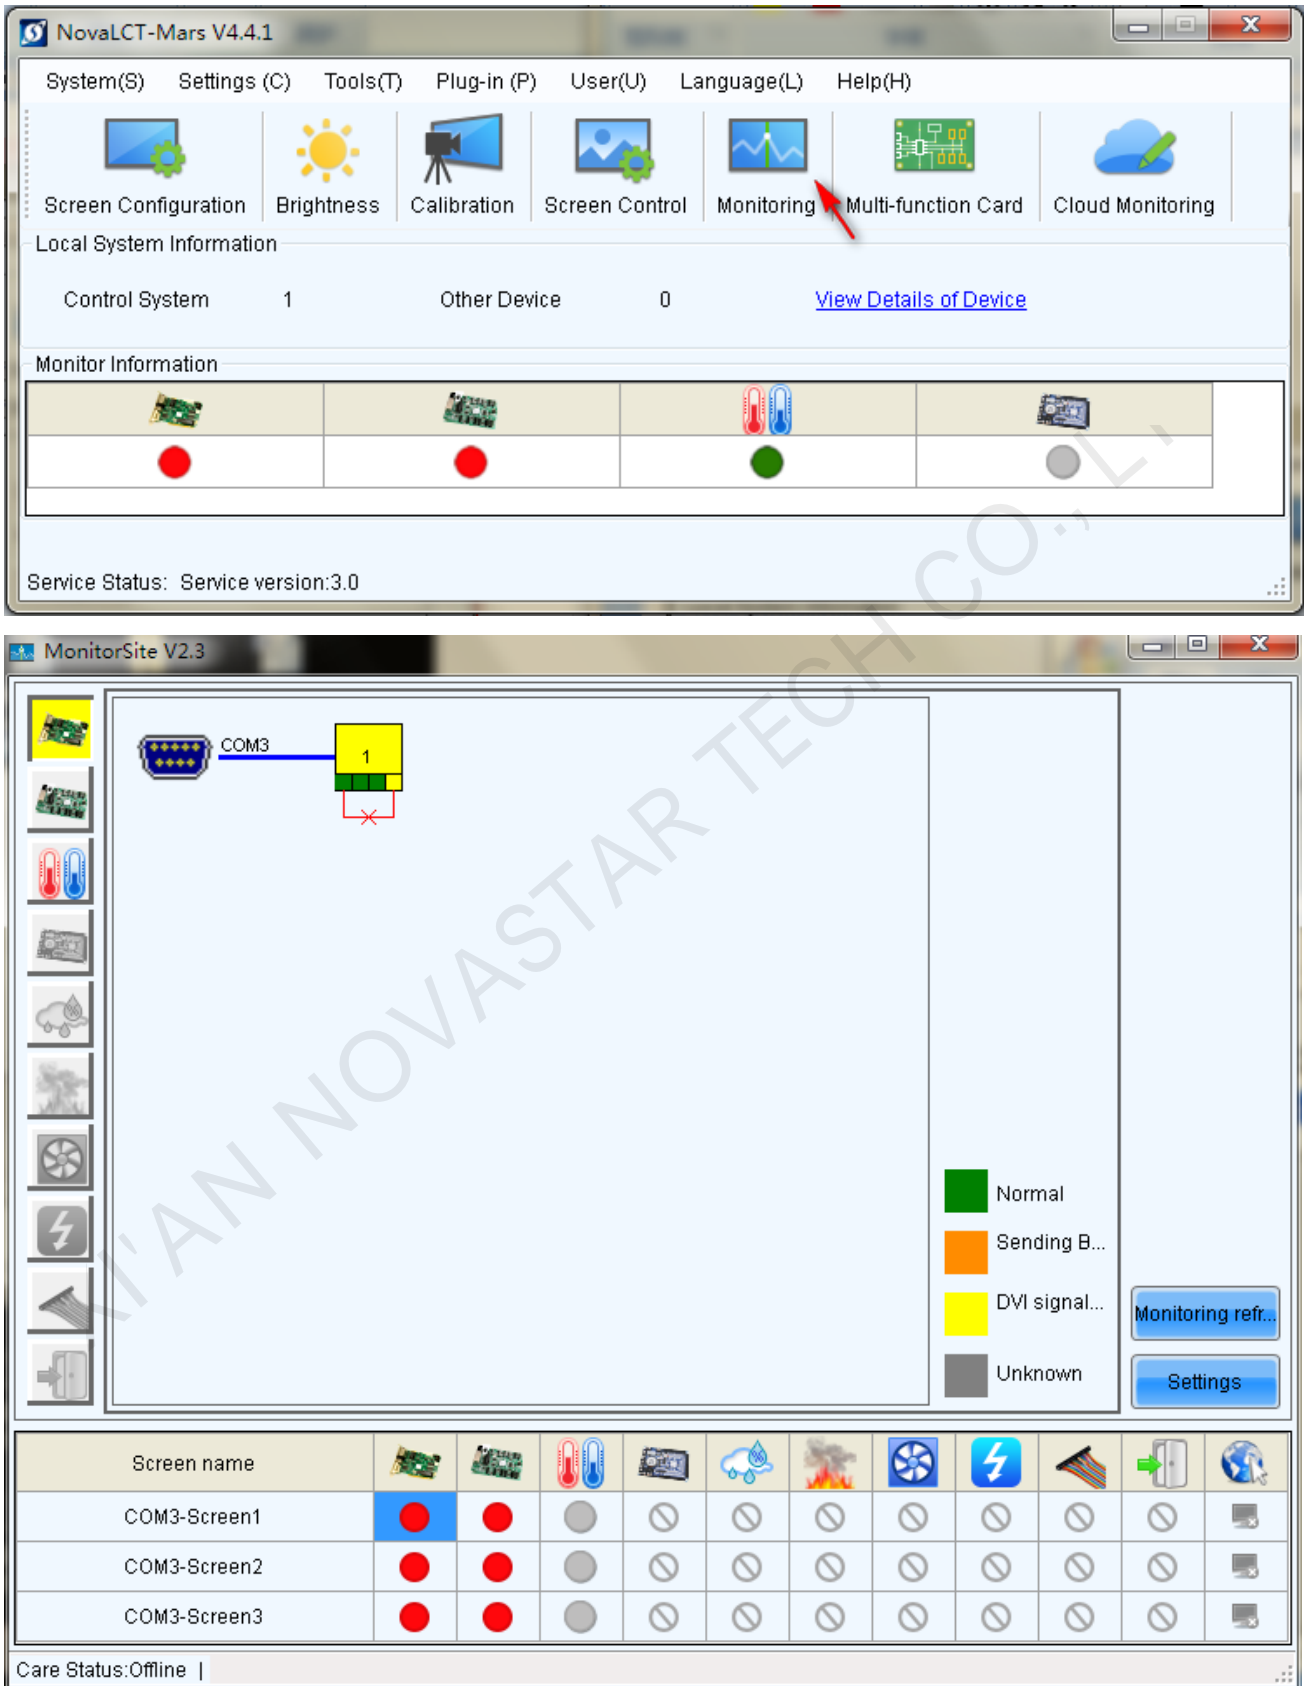 NovaLCT-Mars V4.4.1
System(S) Settings (C) Tools(T) Plug-in (P) User(U) Language(L) Help(H)
Screen Configuration Brightness Calibration Screen Control Monitoring Multi-function Card Cloud Monitoring
Local System Information
Control System 1 Other Device 0 View Details of Device
Monitor Information
Service Status: Service version:3.0
MonitorSite V2.3
COM3
1
Normal
Sending B...
DVI signal...
Unknown
Monitoring refr...
Settings
Screen name
COM3-Screen1
COM3-Screen2
COM3-Screen3
Care Status:Offline |
XI'AN NOVASTAR TECH CO., LT